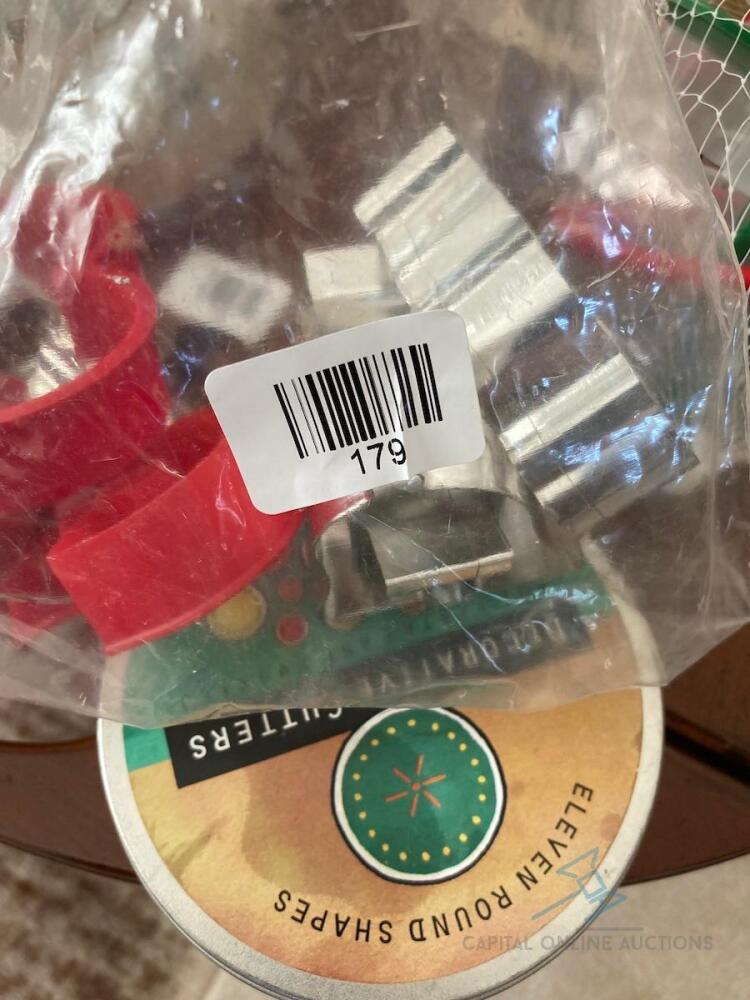 179
DECORATIVE
CUTTERS
ELEVEN ROUND SHAPES
CAPITAL ONLINE AUCTIONS